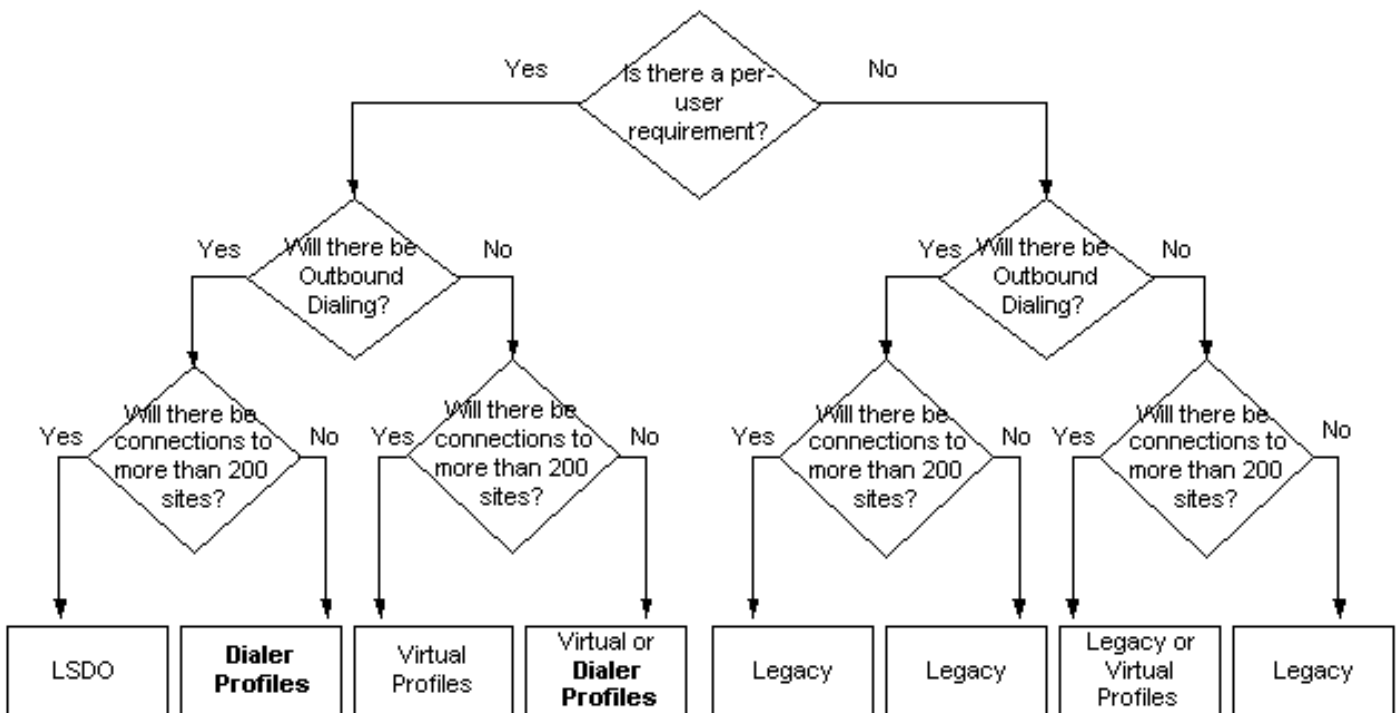 Yes
Is there a per-
user
requirement?
No
Yes
Will there be
Outbound
Dialing?
No
Yes
Will there be
Outbound
Dialing?
No
Yes
Will there be
connections to
more than 200
sites?
No
Yes
Will there be
connections to
more than 200
sites?
No
Yes
Will there be
connections to
more than 200
sites?
No
Yes
Will there be
connections to
more than 200
sites?
No
LSDO
Dialer
Profiles
Virtual
Profiles
Virtual or
Dialer
Profiles
Legacy
Legacy
Legacy or
Virtual
Profiles
Legacy